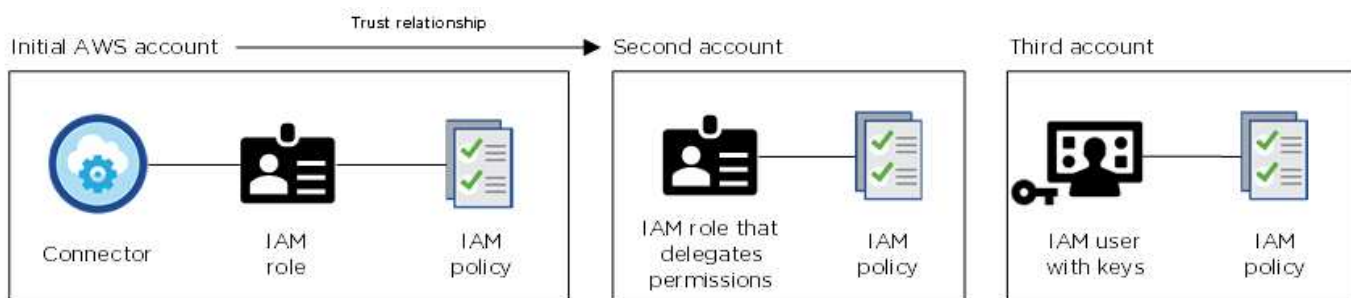 Trust relationship
Initial AWS account
Second account
Third account
Connector
IAM
role
IAM
policy
IAM role that
delegates
permissions
IAM
policy
IAM user
with keys
IAM
policy